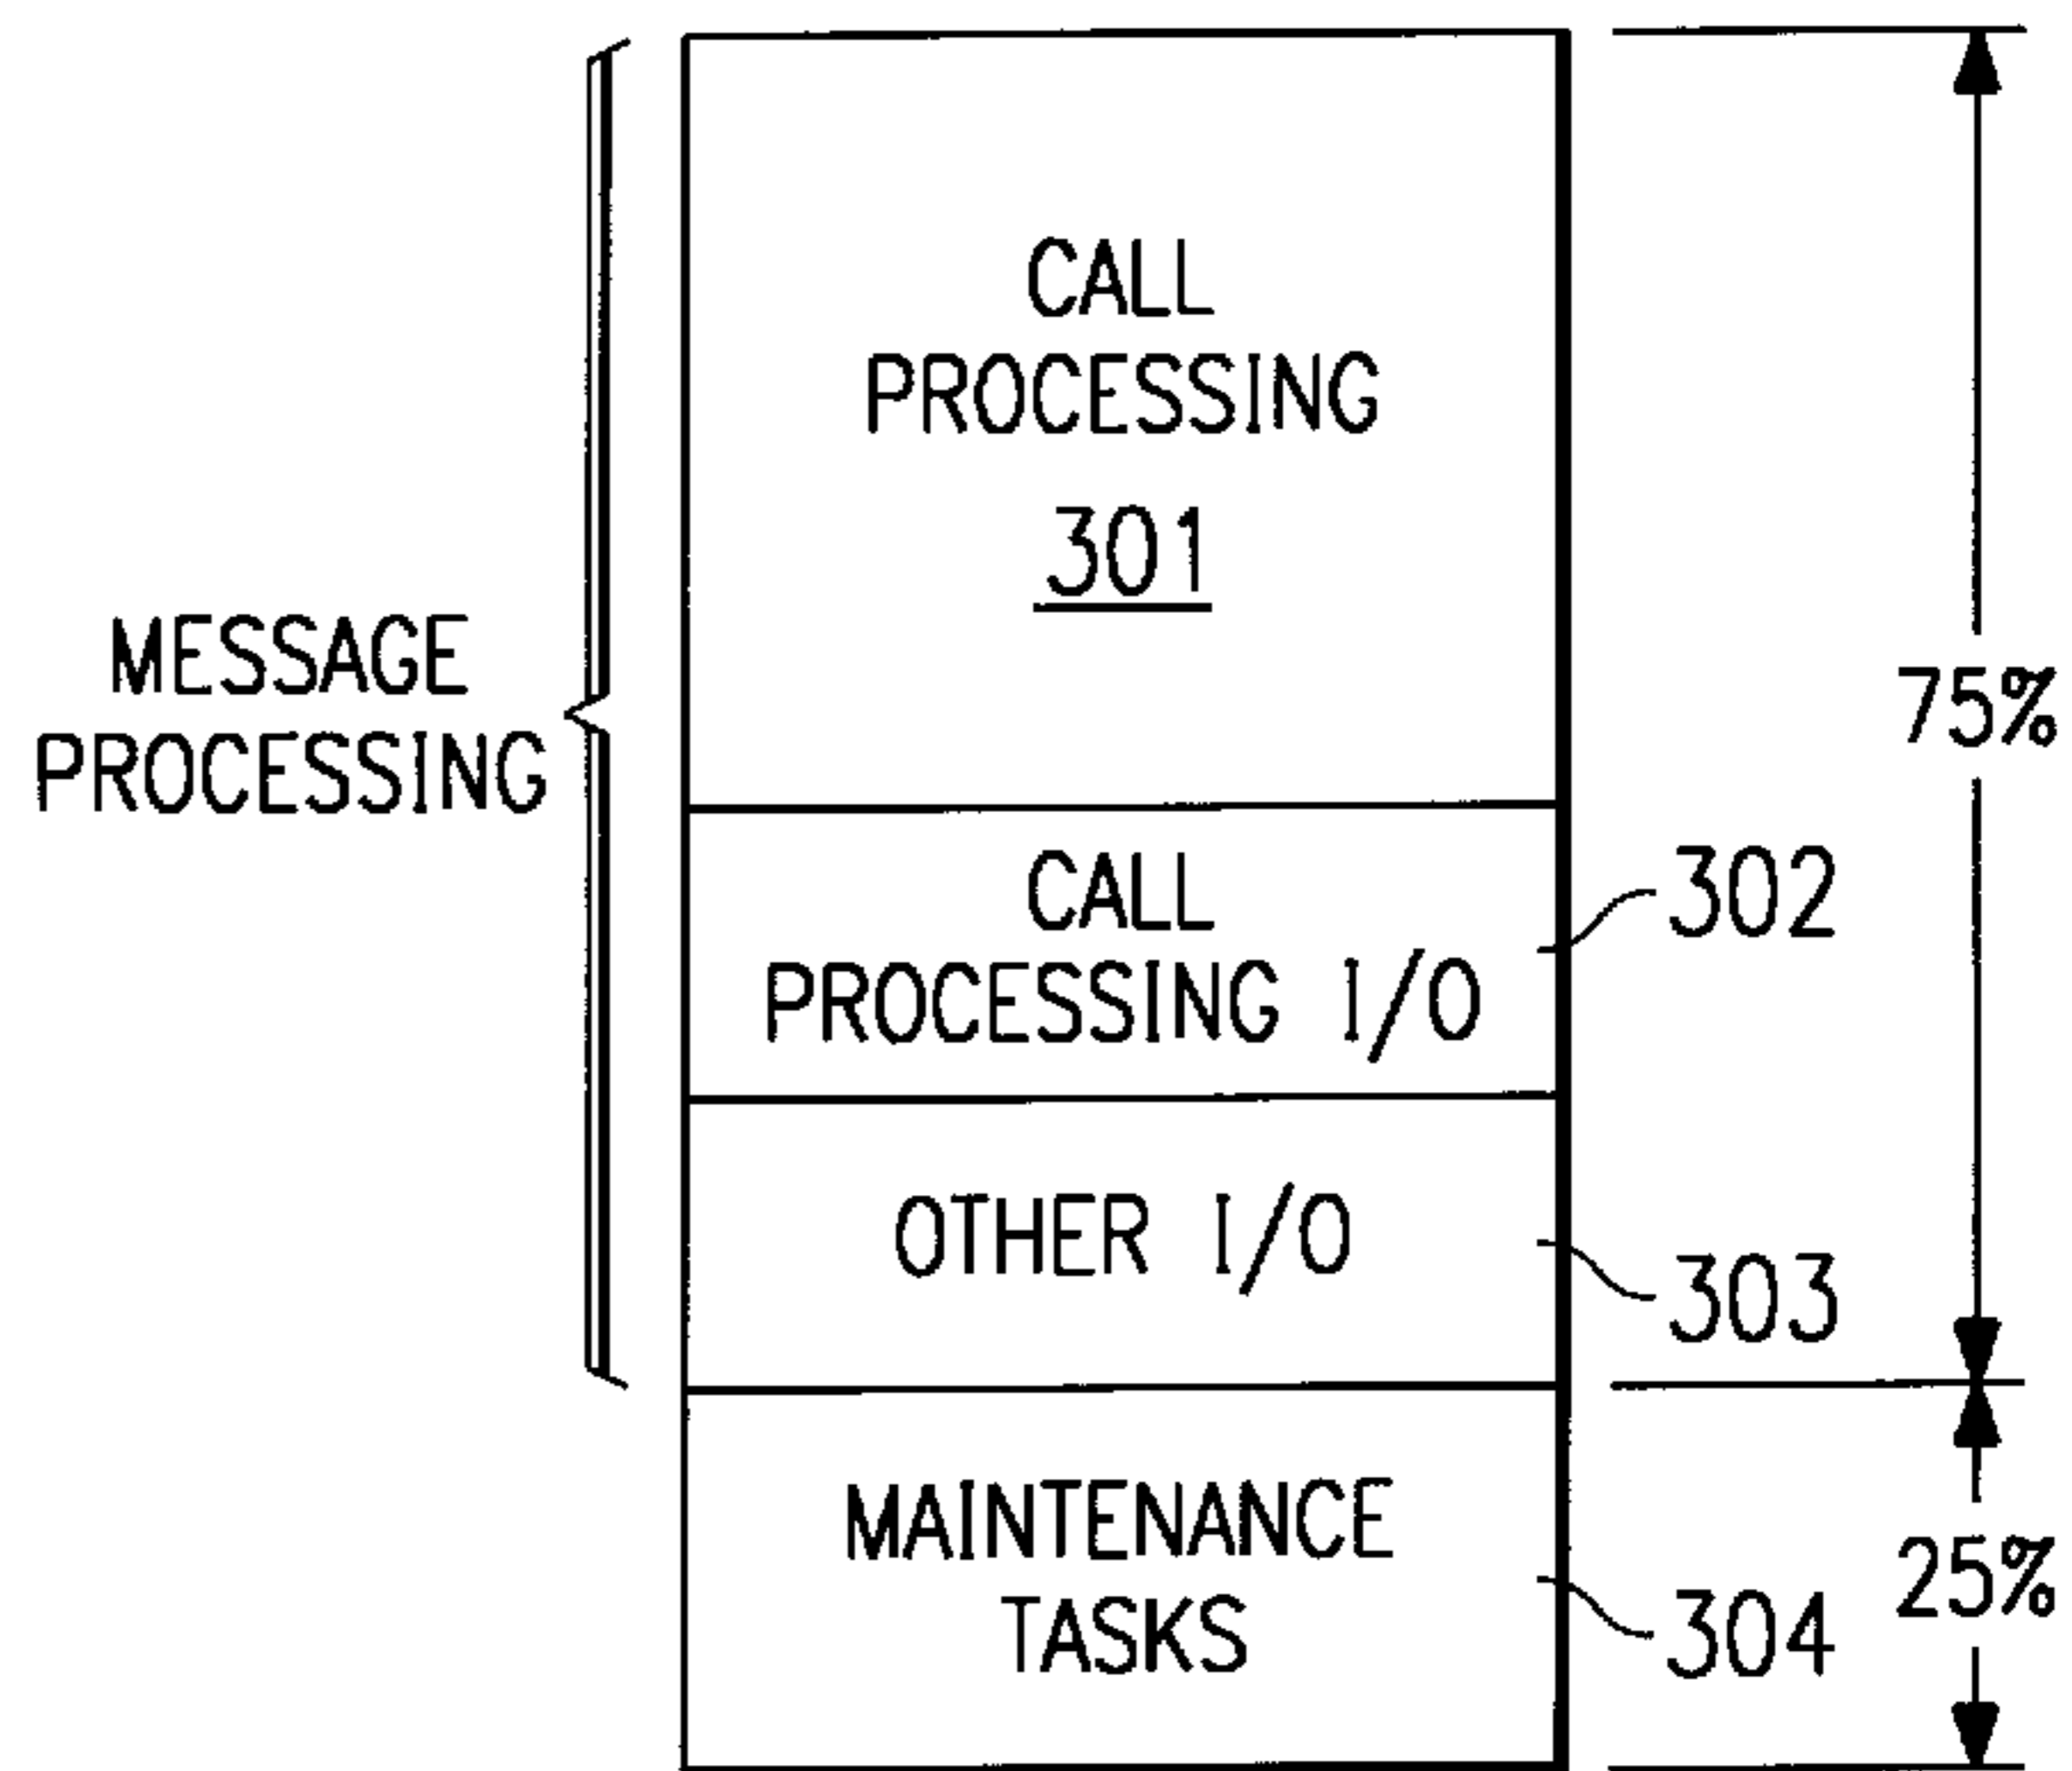 CALL
PROCESSING
301
MESSAGE
PROCESSING
75%
CALL
PROCESSING I/O
302
OTHER I/O
303
MAINTENANCE
TASKS
304
25%